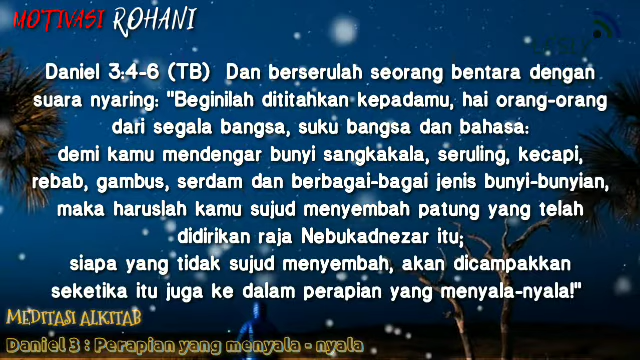 MOTIVASI ROHANI
Daniel 3:4-6 (TB) Dan berserulah seorang bentara dengan
suara nyaring: "Beginilah dititahkan kepadamu, hai orang-orang
dari segala bangsa, suku bangsa dan bahasa:
demi kamu mendengar bunyi sangkakala, seruling, kecapi,
rebab, gambus, serdam dan berbagai-bagai jenis bunyi-bunyian,
maka haruslah kamu sujud menyembah patung yang telah
didirikan raja Nebukadnezar itu;
siapa yang tidak sujud menyembah, akan dicampakkan
seketika itu juga ke dalam perapian yang menyala-nyala!"
MEDITASI ALKITAB
Daniel 3 : Perapian yang menyala - nyala